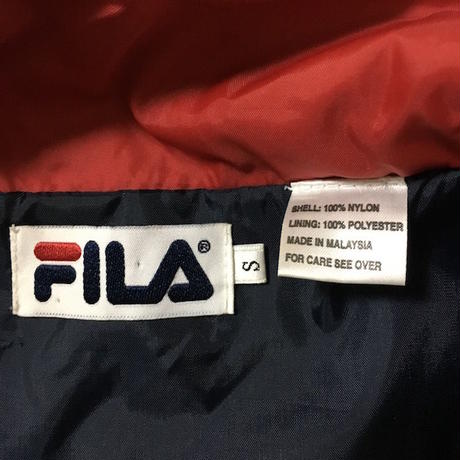 FILA®
S
SHELL: 100% NYLON
LINING: 100% POLYESTER
MADE IN MALAYSIA
FOR CARE SEE OVER